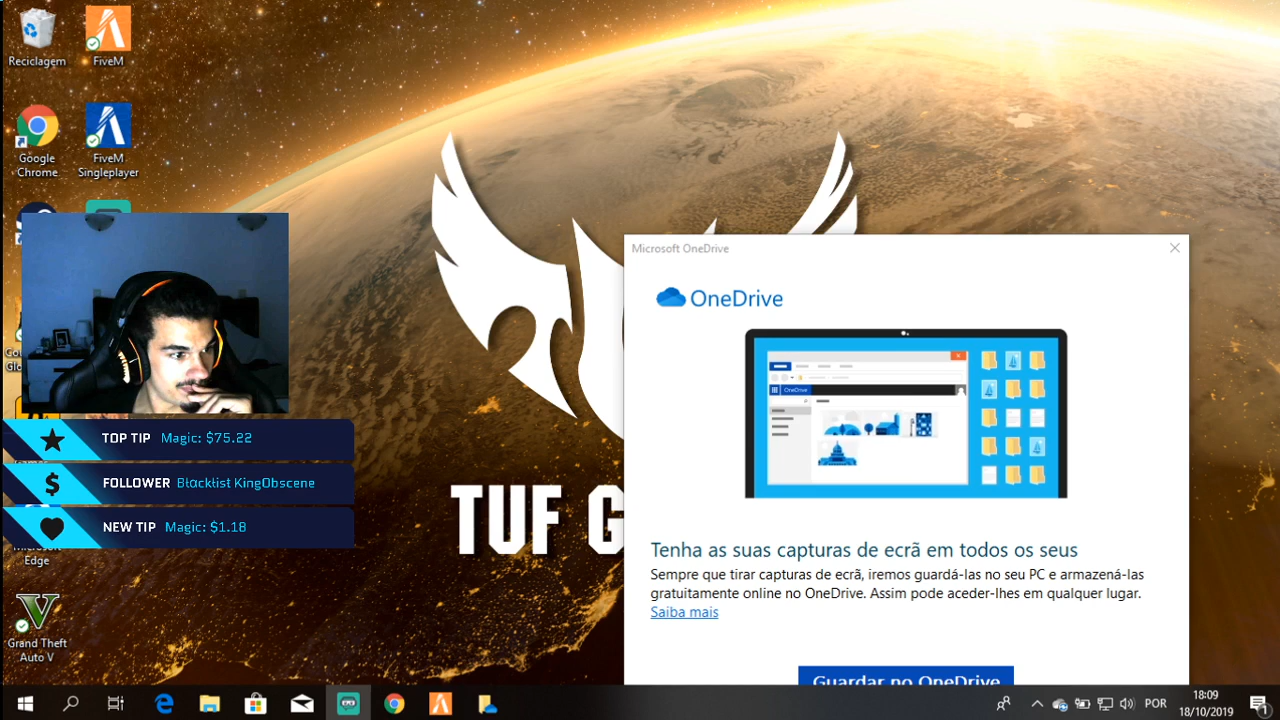 Reciclagem
FiveM
Google
Chrome
FiveM
Singleplayer
TOP TIP Magic: $75.22
$
FOLLOWER Blacklist KingObscene
NEW TIP Magic: $1.18
Edge
Grand Theft
Auto V
TUF G
Microsoft OneDrive
OneDrive
OneDrive
Tenha as suas capturas de ecrã em todos os seus
Sempre que tirar capturas de ecrã, iremos guardá-las no seu PC e armazená-las
gratuitamente online no OneDrive. Assim pode aceder-lhes em qualquer lugar.
Saiba mais
Guardar no OneDrive
POR
18:09
18/10/2019
1